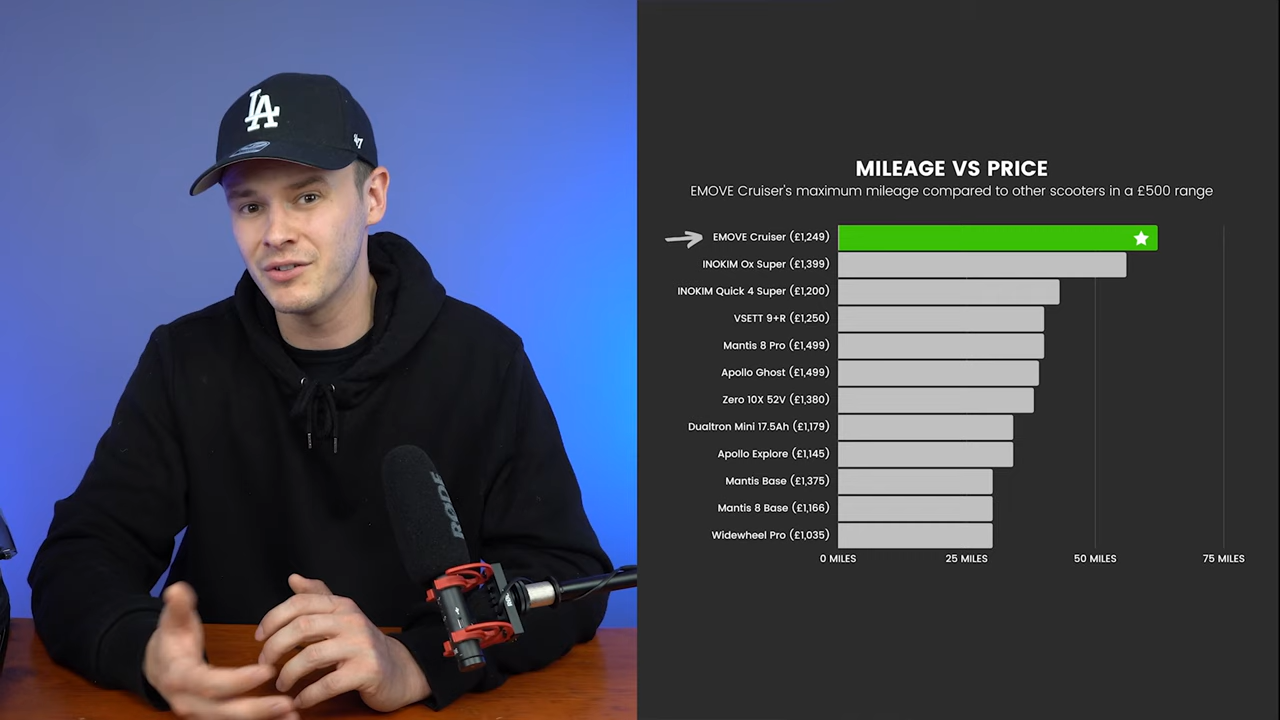 LA
'47
RODE
MILEAGE VS PRICE
EMOVE Cruiser's maximum mileage compared to other scooters in a £500 range
EMOVE Cruiser (£1,249)
INOKIM Ox Super (£1,399)
INOKIM Quick 4 Super (£1,200)
VSETT 9+R (£1,250)
Mantis 8 Pro (£1,499)
Apollo Ghost (£1,499)
Zero 10X 52V (£1,380)
Dualtron Mini 17.5Ah (£1,179)
Apollo Explore (£1,145)
Mantis Base (£1,375)
Mantis 8 Base (£1,166)
Widewheel Pro (£1,035)
0 MILES 25 MILES 50 MILES 75 MILES